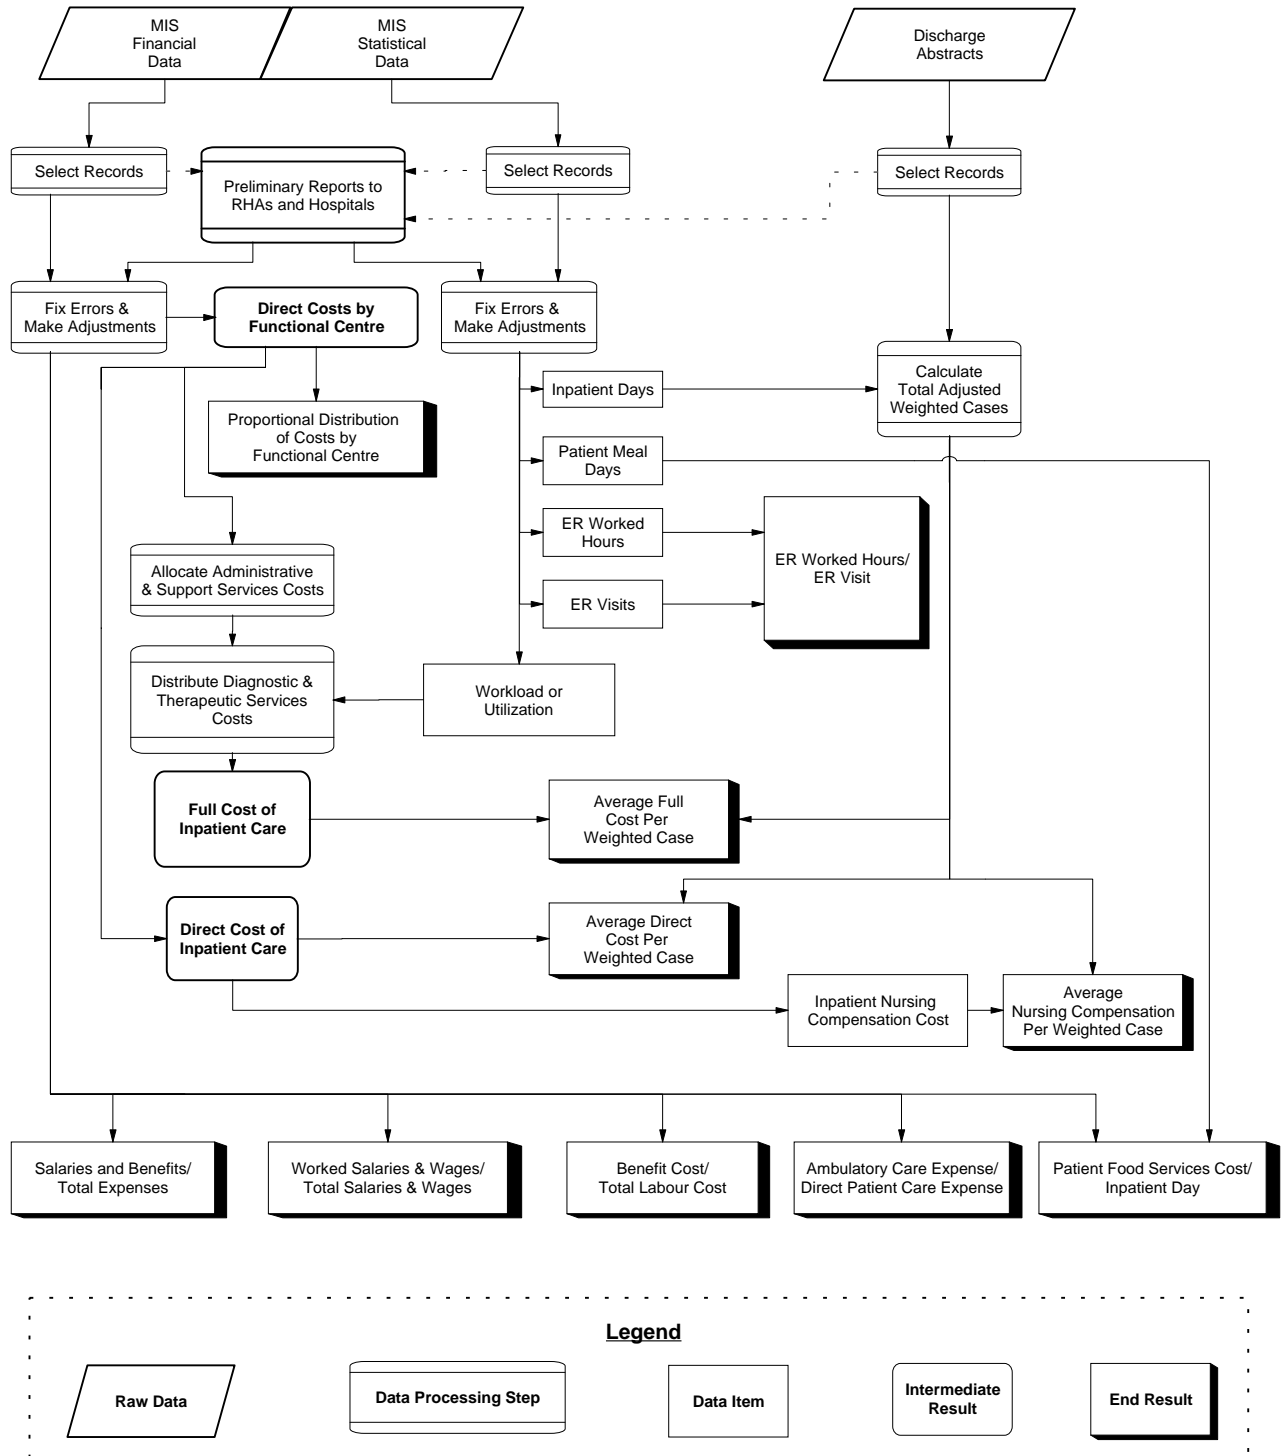 MIS
Financial
Data
MIS
Statistical
Data
Discharge
Abstracts
Select Records
Preliminary Reports to
RHAs and Hospitals
Select Records
Select Records
Fix Errors &
Make Adjustments
Direct Costs by
Functional Centre
Fix Errors &
Make Adjustments
Calculate
Total Adjusted
Weighted Cases
Inpatient Days
Proportional Distribution
of Costs by
Functional Centre
Patient Meal
Days
ER Worked
Hours
ER Worked Hours/
ER Visit
Allocate Administrative
& Support Services Costs
ER Visits
Distribute Diagnostic &
Therapeutic Services
Costs
Workload or
Utilization
Full Cost of
Inpatient Care
Average Full
Cost Per
Weighted Case
Direct Cost of
Inpatient Care
Average Direct
Cost Per
Weighted Case
Inpatient Nursing
Compensation Cost
Average
Nursing Compensation
Per Weighted Case
Salaries and Benefits/
Total Expenses
Worked Salaries & Wages/
Total Salaries & Wages
Benefit Cost/
Total Labour Cost
Ambulatory Care Expense/
Direct Patient Care Expense
Patient Food Services Cost/
Inpatient Day
Legend
Raw Data
Data Processing Step
Data Item
Intermediate
Result
End Result